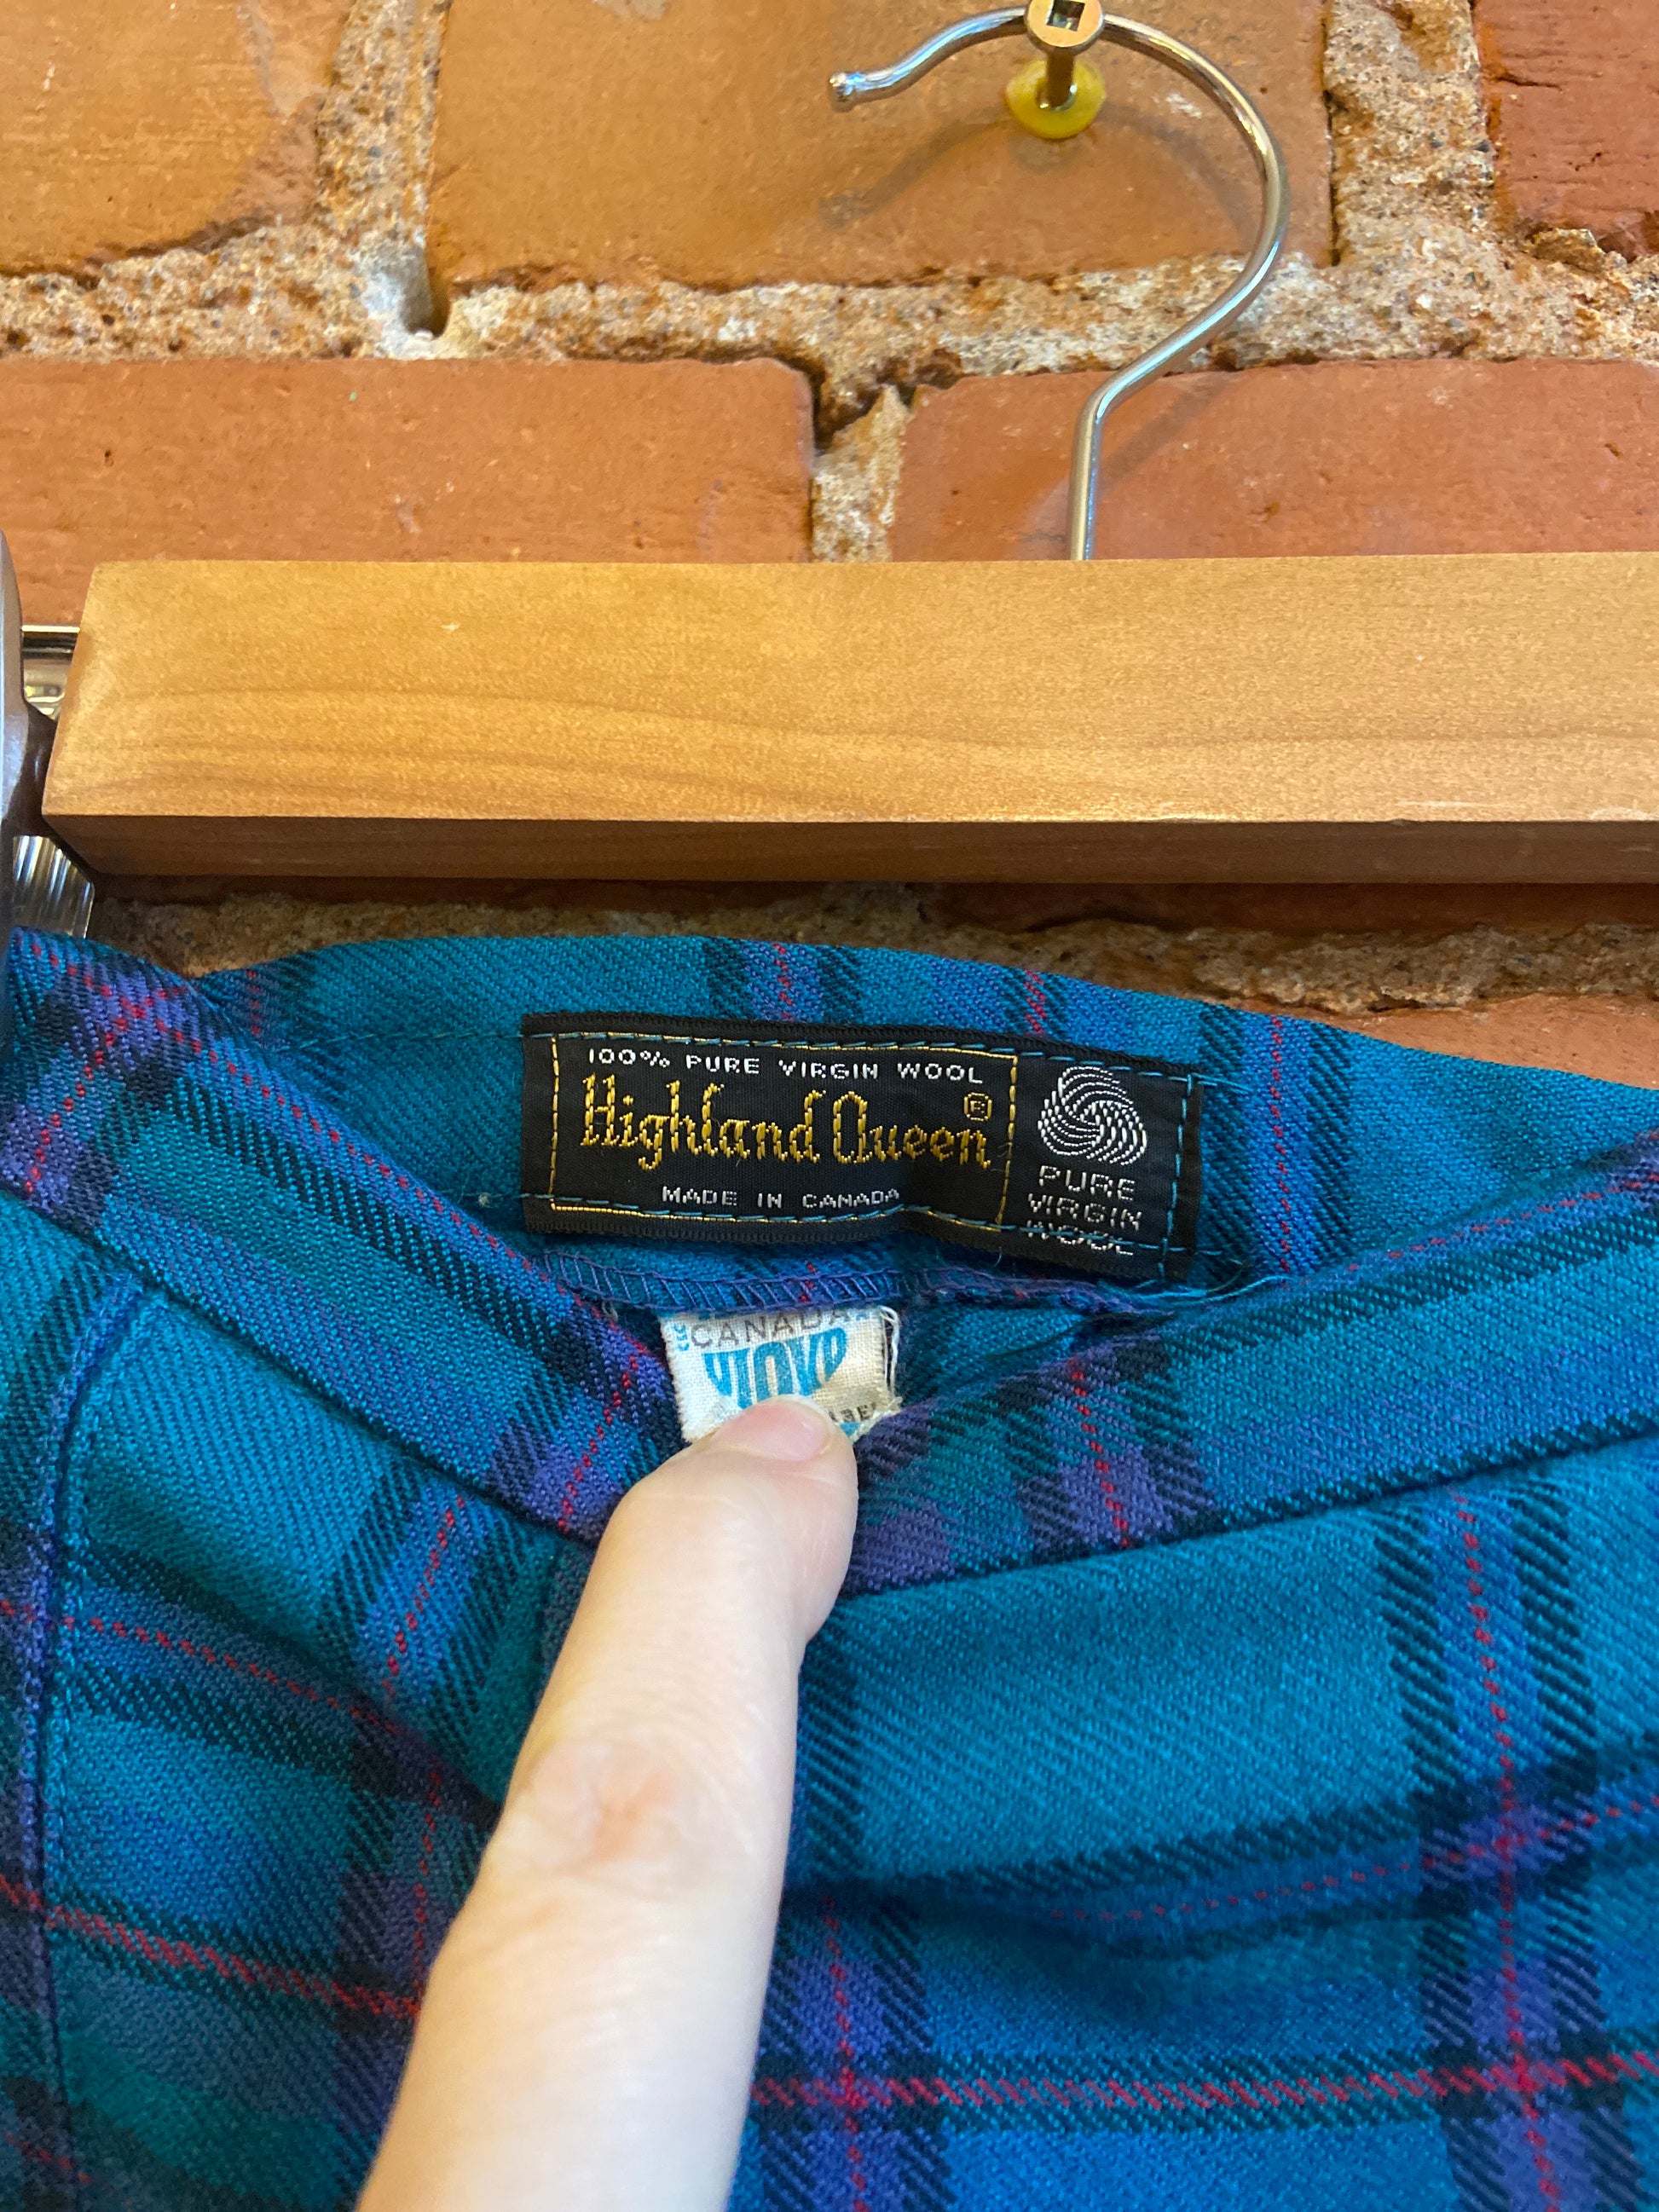 100% PURE VIRGIN WOOL
Highland Queen ®
MADE IN CANADA
PURE
VIRGIN
WOOL
CANADA